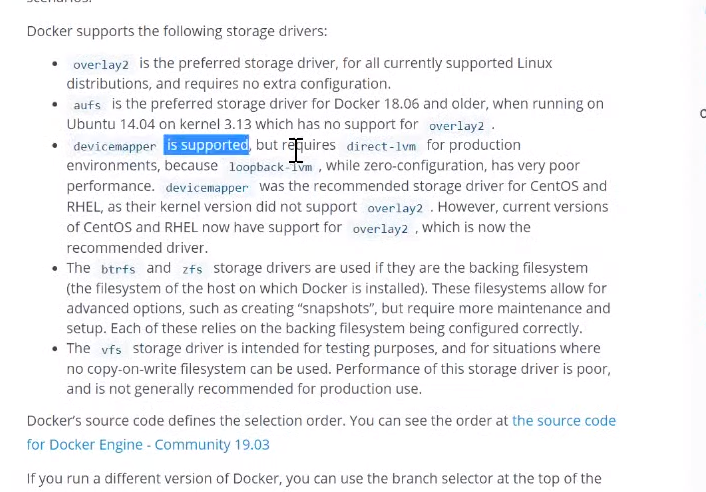 Docker supports the following storage drivers:
overlay2 is the preferred storage driver, for all currently supported Linux
distributions, and requires no extra configuration.
aufs is the preferred storage driver for Docker 18.06 and older, when running on
Ubuntu 14.04 on kernel 3.13 which has no support for overlay2 .
devicemapper is supported, but requires direct-lvm for production
environments, because loopback-lvm , while zero-configuration, has very poor
performance. devicemapper was the recommended storage driver for CentOS and
RHEL, as their kernel version did not support overlay2 . However, current versions
of CentOS and RHEL now have support for overlay2 , which is now the
recommended driver.
The btrfs and zfs storage drivers are used if they are the backing filesystem
(the filesystem of the host on which Docker is installed). These filesystems allow for
advanced options, such as creating “snapshots”, but require more maintenance and
setup. Each of these relies on the backing filesystem being configured correctly.
The vfs storage driver is intended for testing purposes, and for situations where
no copy-on-write filesystem can be used. Performance of this storage driver is poor,
and is not generally recommended for production use.
Docker’s source code defines the selection order. You can see the order at the source code
for Docker Engine - Community 19.03
If you run a different version of Docker, you can use the branch selector at the top of the